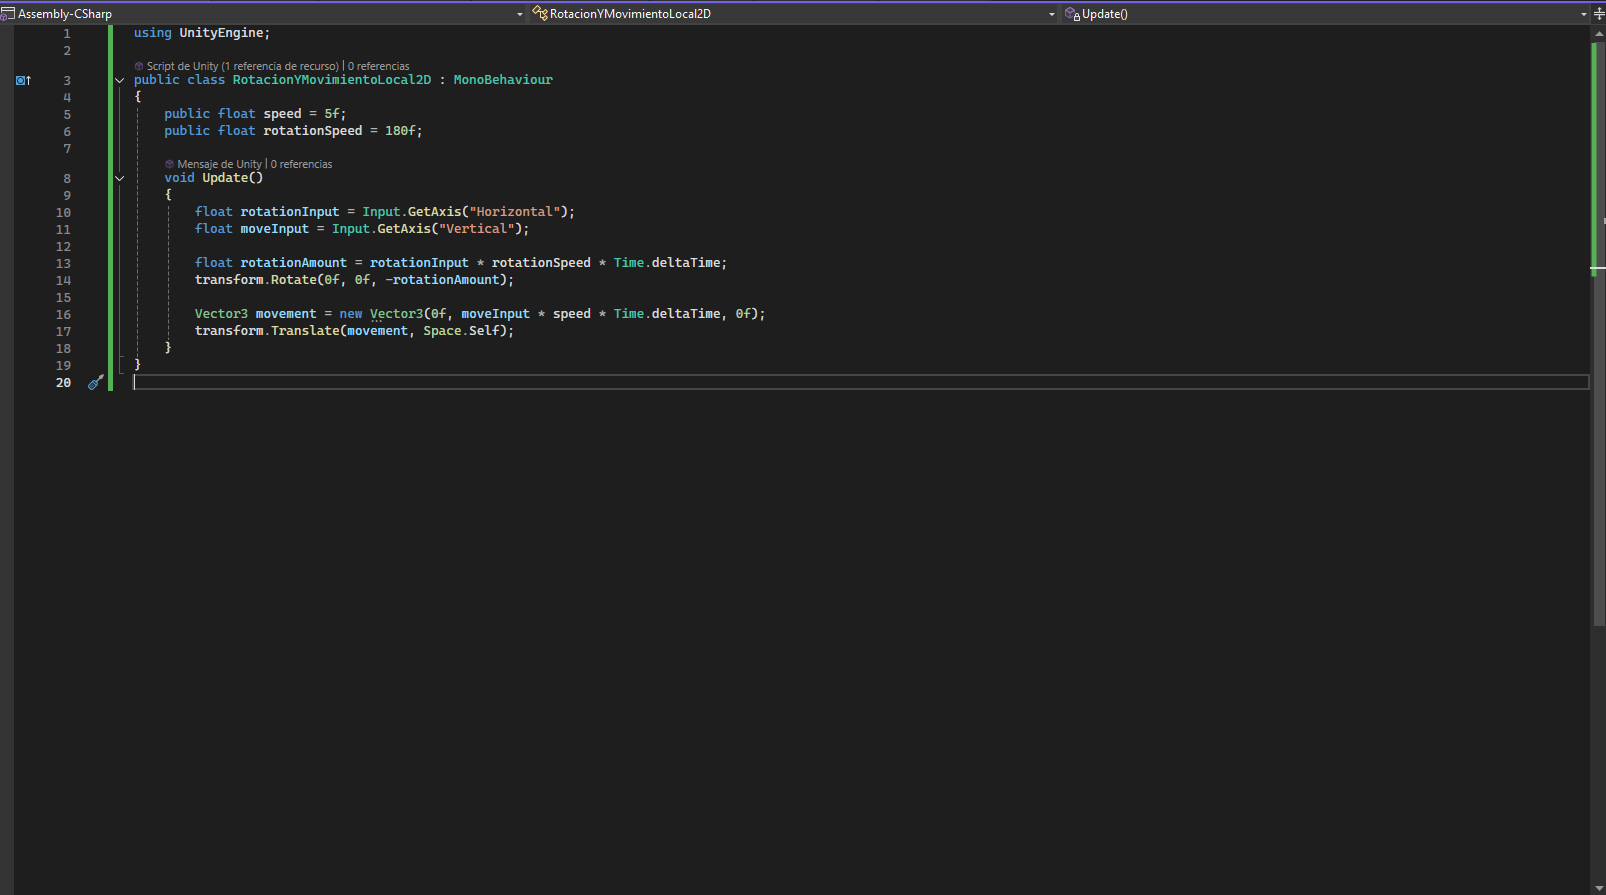 Assembly-CSharp RotacionYMovimientoLocal2D Update()
1 using UnityEngine;
2
Script de Unity (1 referencia de recurso) | 0 referencias
3 public class RotacionYMovimientoLocal2D : MonoBehaviour
4 {
5 public float speed = 5f;
6 public float rotationSpeed = 180f;
7
Mensaje de Unity | 0 referencias
8 void Update()
9 {
10 float rotationInput = Input.GetAxis("Horizontal");
11 float moveInput = Input.GetAxis("Vertical");
12
13 float rotationAmount = rotationInput * rotationSpeed * Time.deltaTime;
14 transform.Rotate(0f, 0f, -rotationAmount);
15
16 Vector3 movement = new Vector3(0f, moveInput * speed * Time.deltaTime, 0f);
17 transform.Translate(movement, Space.Self);
18 }
19 }
20